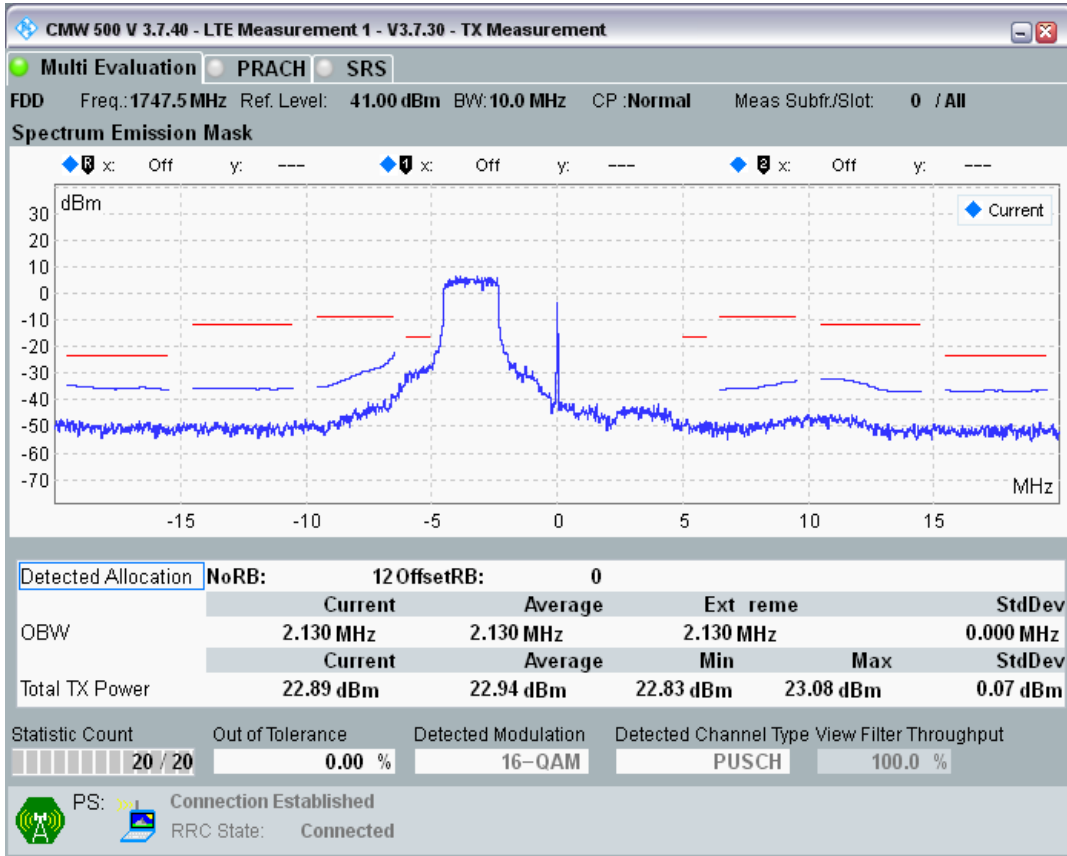 CMW 500 V 3.7.40 - LTE Measurement 1 - V3.7.30 - TX Measurement
Multi Evaluation PRACH SRS
FDD Freq.: 1747.5 MHz Ref. Level: 41.00 dBm BW: 10.0 MHz CP : Normal Meas Subfr./Slot: 0 / All
Spectrum Emission Mask
R x: Off y: --- 1 x: Off y: --- 2 x: Off y: ---
dBm
Current
30
20
10
0
-10
-20
-30
-40
-50
-60
-70
MHz
-15 -10 -5 0 5 10 15
Detected Allocation NoRB: 12 OffsetRB: 0
Current Average Ext reme StdDev
OBW 2.130 MHz 2.130 MHz 2.130 MHz 0.000 MHz
Current Average Min Max StdDev
Total TX Power 22.89 dBm 22.94 dBm 22.83 dBm 23.08 dBm 0.07 dBm
Statistic Count Out of Tolerance Detected Modulation Detected Channel Type View Filter Throughput
20 / 20 0.00 % 16-QAM PUSCH 100.0 %
PS: Connection Established
RRC State: Connected